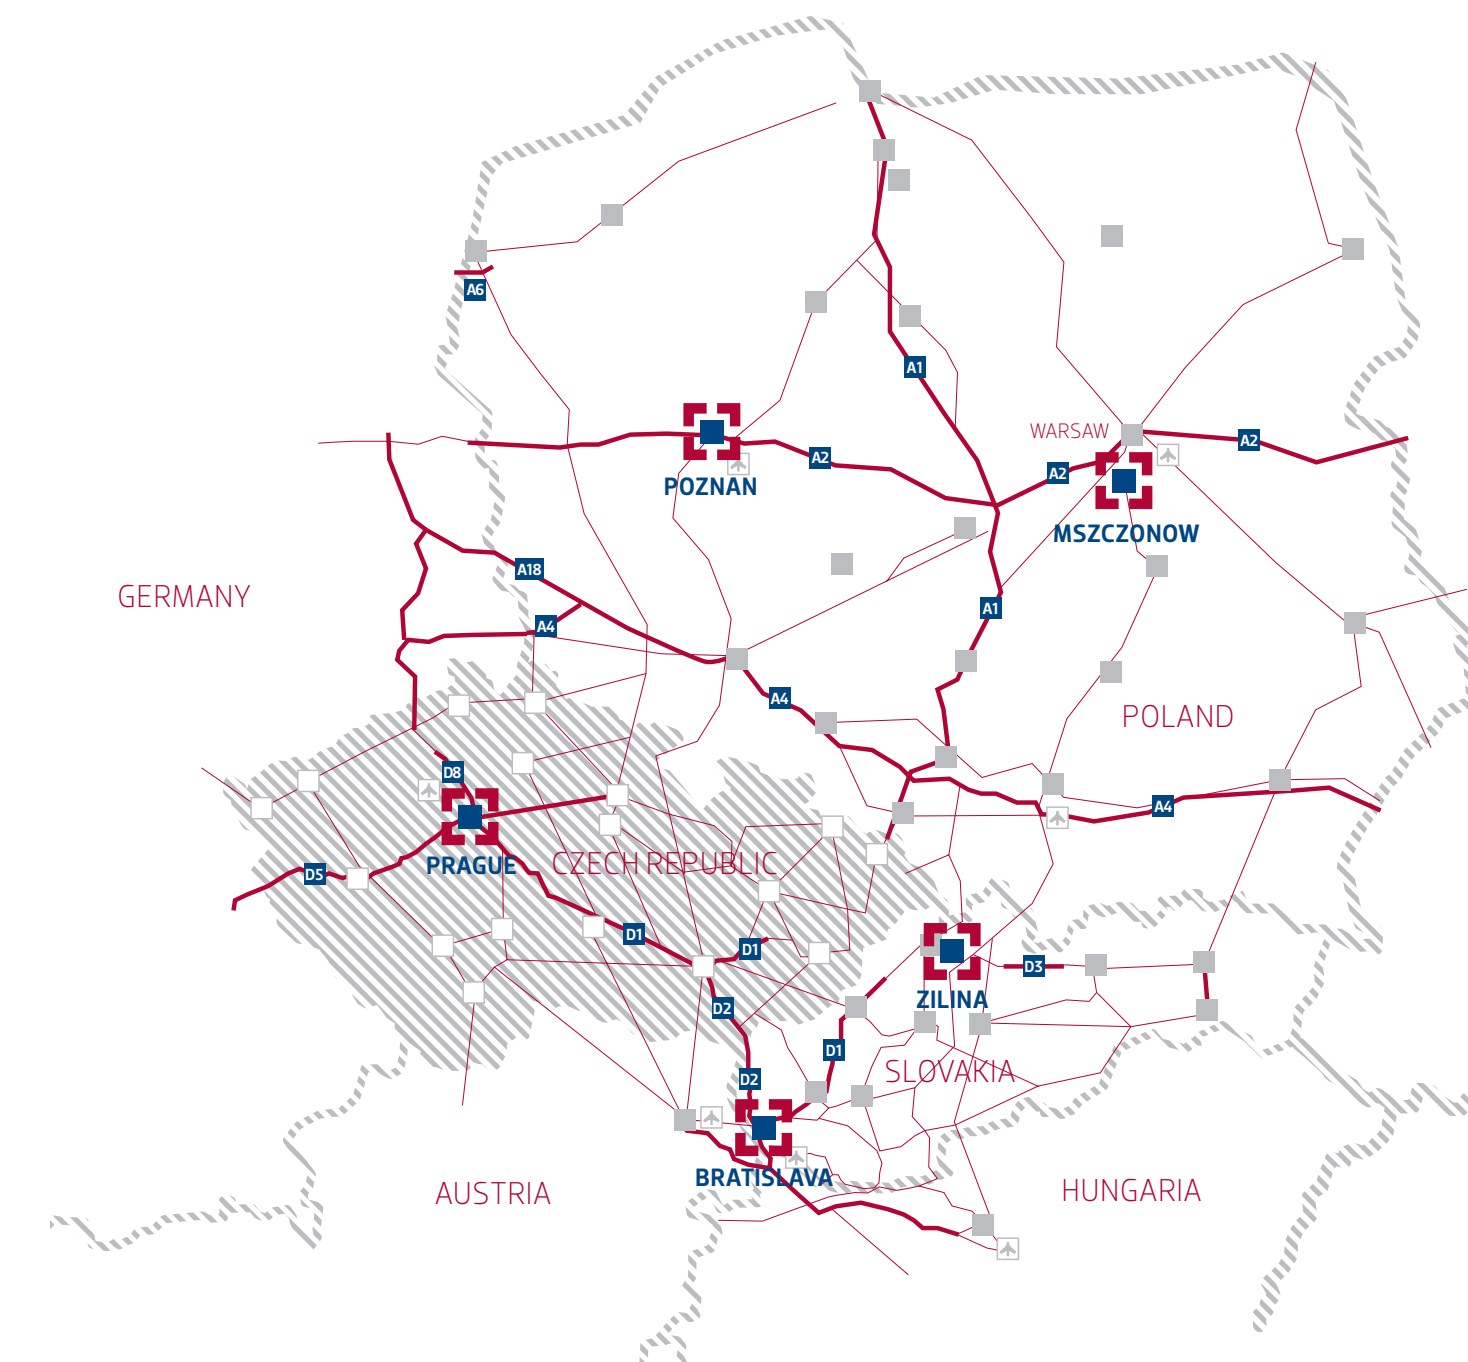 A6
A1
WARSAW
A2
A2
A2
POZNAN
MSZCZONOW
A18
GERMANY
A1
A4
A4
POLAND
D8
A4
CZECH REPUBLIC
PRAGUE
D5
D1
D1
D3
ZILINA
D2
D1
SLOVAKIA
D2
BRATISLAVA
AUSTRIA
HUNGARIA